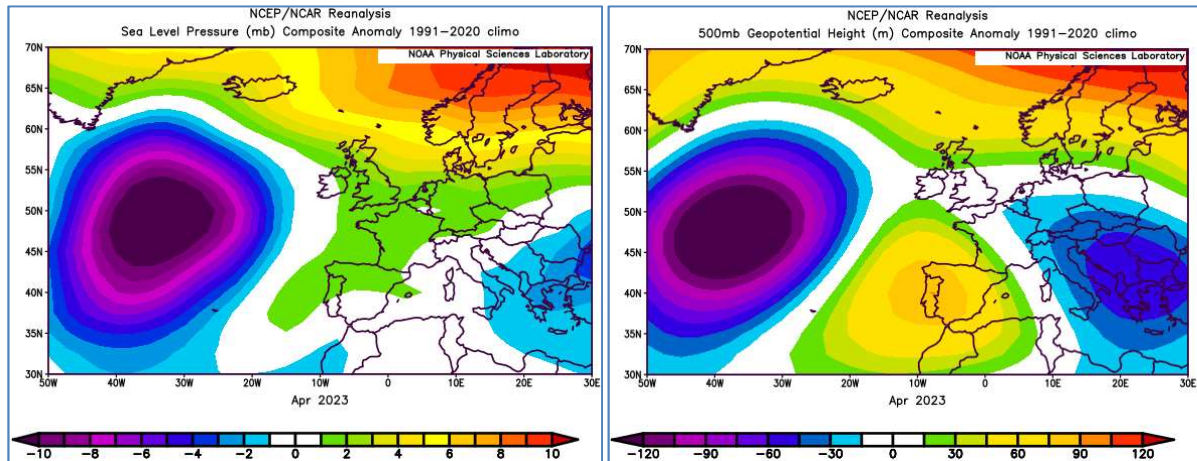 NCEP/NCAR Reanalysis
Sea Level Pressure (mb) Composite Anomaly 1991−2020 climo
NOAA Physical Sciences Laboratory
70N
65N
60N
55N
50N
45N
40N
35N
30N
50W 40W 30W 20W 10W 0 10E 20E 30E
Apr 2023
−10 −8 −6 −4 −2 0 2 4 6 8 10
NCEP/NCAR Reanalysis
500mb Geopotential Height (m) Composite Anomaly 1991−2020 climo
NOAA Physical Sciences Laboratory
70N
65N
60N
55N
50N
45N
40N
35N
30N
50W 40W 30W 20W 10W 0 10E 20E 30E
Apr 2023
−120 −90 −60 −30 0 30 60 90 120